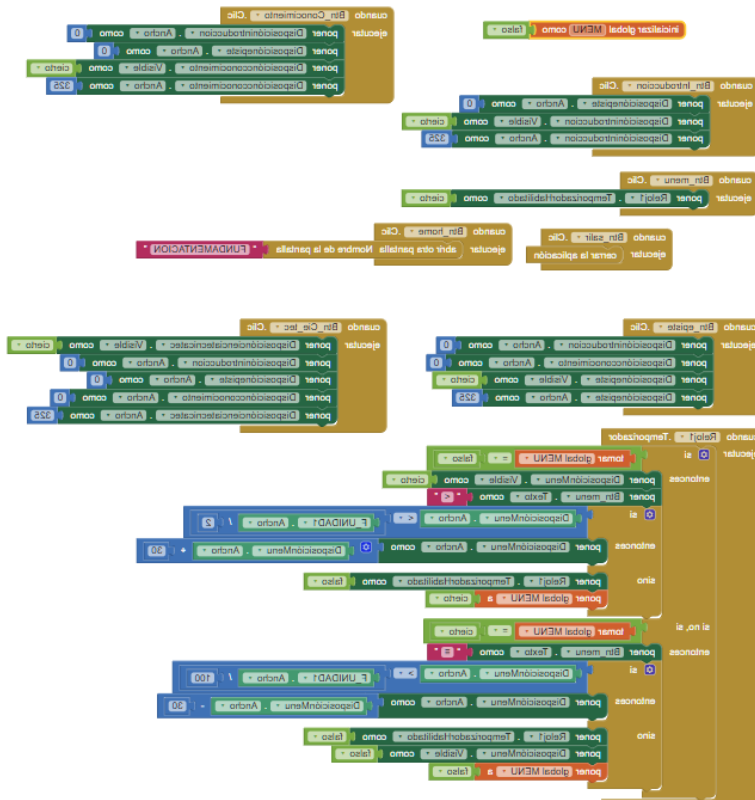 inicializar global MENU como falso
cuando Btn_Conocimiento .Clic
ejecutar poner Disposiciónintroduccion . Ancho como 0
poner Disposiciónepiste . Ancho como 0
poner Disposiciónconocimiento . Visible como cierto
poner Disposiciónconocimiento . Ancho como 325
cuando Btn_Introduccion .Clic
ejecutar poner Disposiciónepiste . Ancho como 0
poner Disposiciónintroduccion . Visible como cierto
poner Disposiciónintroduccion . Ancho como 325
cuando Btn_menu .Clic
ejecutar poner Reloj1 . TemporizadorHabilitado como cierto
cuando Btn_salir .Clic
ejecutar cerrar la aplicación
cuando Btn_home .Clic
ejecutar abrir otra pantalla Nombre de la pantalla " FUNDAMENTACION "
cuando Btn_episte .Clic
ejecutar poner Disposiciónintroduccion . Ancho como 0
poner Disposiciónconocimiento . Ancho como 0
poner Disposiciónepiste . Visible como cierto
poner Disposiciónepiste . Ancho como 325
cuando Btn_Cie_tec .Clic
ejecutar poner Disposicióncienciatecnicatec . Visible como cierto
poner Disposiciónintroduccion . Ancho como 0
poner Disposiciónepiste . Ancho como 0
poner Disposiciónconocimiento . Ancho como 0
poner Disposicióncienciatecnicatec . Ancho como 325
cuando Reloj1 .Temporizador
ejecutar si tomar global MENU = falso
entonces poner DisposiciónMenu . Visible como cierto
poner Btn_menu . Texto como " < "
si DisposiciónMenu . Ancho < F_UNIDAD1 . Ancho / 2
entonces poner DisposiciónMenu . Ancho como DisposiciónMenu . Ancho + 30
sino poner Reloj1 . TemporizadorHabilitado como falso
poner global MENU a cierto
si no, si tomar global MENU = cierto
entonces poner Btn_menu . Texto como " ≡ "
si DisposiciónMenu . Ancho > F_UNIDAD1 . Ancho / 100
entonces poner DisposiciónMenu . Ancho como DisposiciónMenu . Ancho - 30
sino poner Reloj1 . TemporizadorHabilitado como falso
poner DisposiciónMenu . Visible como falso
poner global MENU a falso